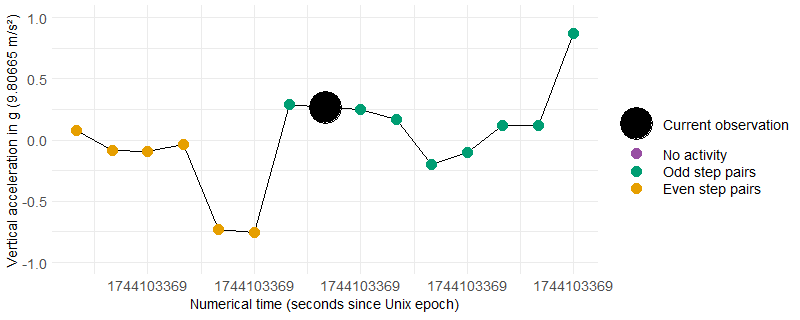 Vertical acceleration in g (9.80665 m/s²)
1.0
0.5
0.0
-0.5
-1.0
1744103369 1744103369 1744103369 1744103369
Numerical time (seconds since Unix epoch)
Current observation
No activity
Odd step pairs
Even step pairs